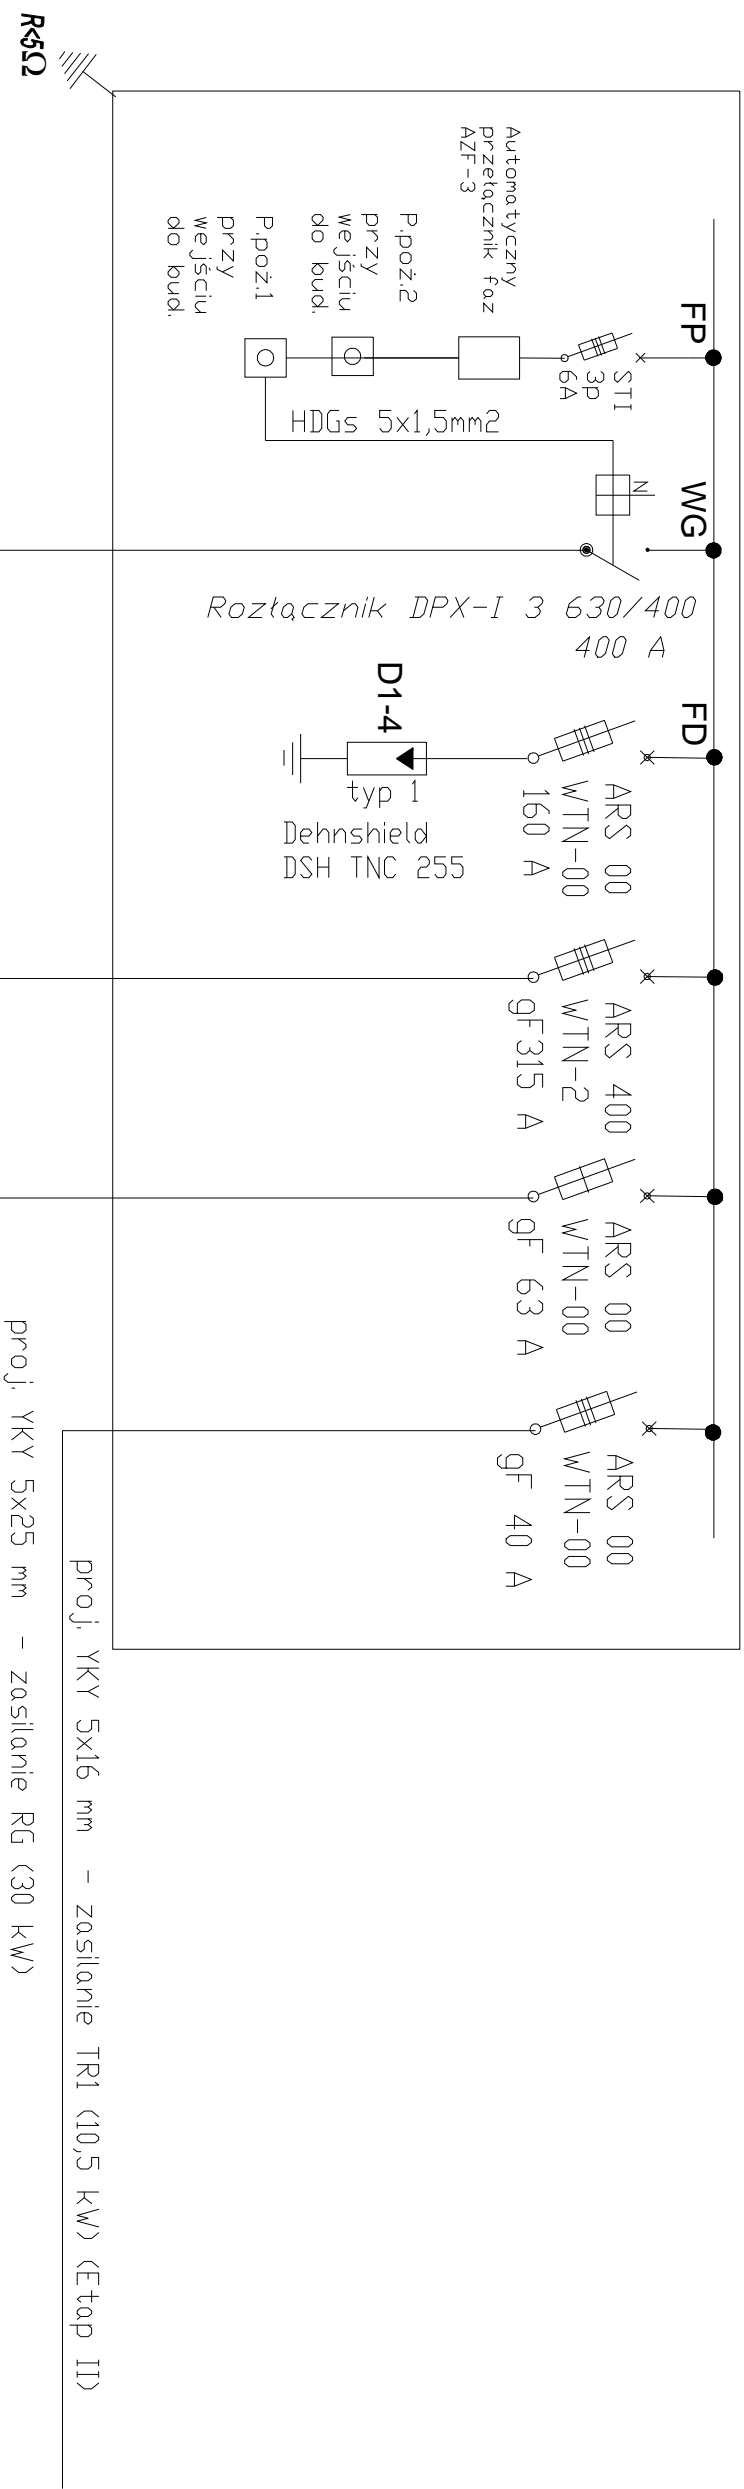 R<5Ω
FP
STI
3p
6A
Automatyczny
przełącznik faz
AZF-3
P.poż.2
przy
wejściu
do bud.
P.poż.1
przy
wejściu
do bud.
HDGs 5x1,5mm2
WG
N
Rozłącznik DPX-I 3 630/400
400 A
FD
ARS 00
WTN-00
160 A
D1-4
typ 1
Dehnshield
DSH TNC 255
ARS 400
WTN-2
gF315 A
ARS 00
WTN-00
gF 63 A
ARS 00
WTN-00
gF 40 A
proj. YKY 5x16 mm - zasilanie TR1 (10,5 kW) (Etap II)
proj. YKY 5x25 mm - zasilanie RG (30 kW)